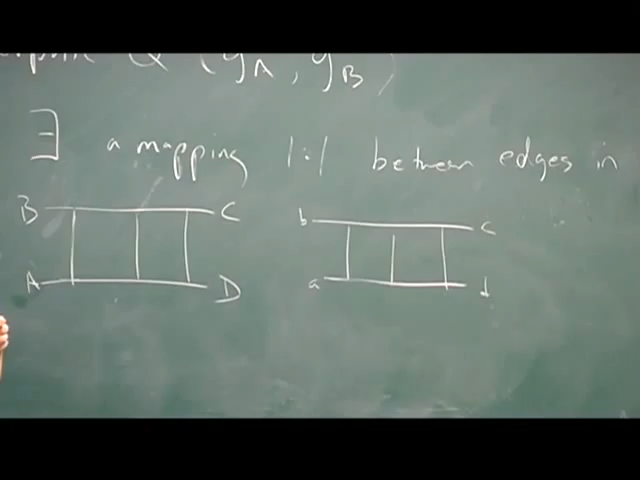 Q (g_A, g_B)
∃ a mapping 1:1 between edges in
B C b c
A D a d